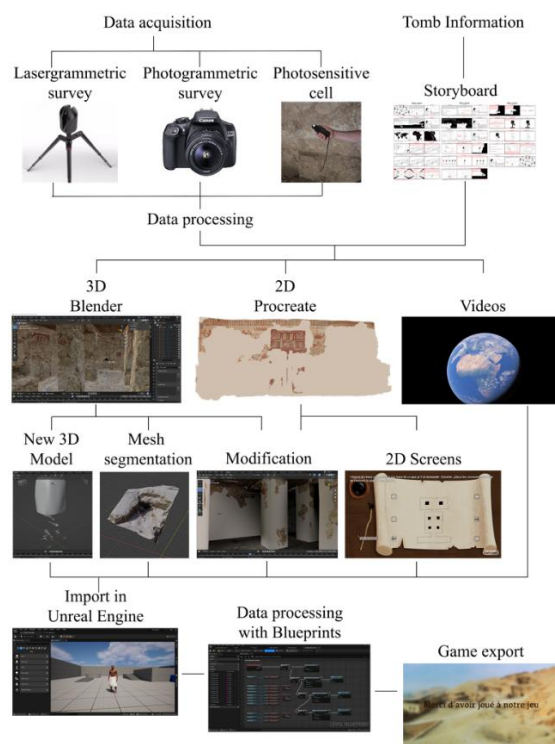 Data acquisition
Tomb Information
Lasergrammetric
survey
Photogrammetric
survey
Photosensitive
cell
Storyboard
Canon
Data processing
3D
2D
Blender
Procreate
Videos
New 3D
Model
Mesh
segmentation
Modification
2D Screens
Import in
Unreal Engine
Data processing
with Blueprints
Game export
Merci d'avoir joué à notre jeu